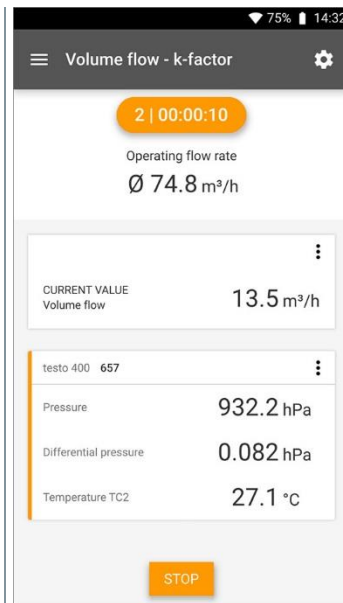 75% 14:32
Volume flow - k-factor
2 | 00:00:10
Operating flow rate
Ø 74.8 m³/h
CURRENT VALUE
Volume flow
13.5 m³/h
testo 400 657
Pressure 932.2 hPa
Differential pressure 0.082 hPa
Temperature TC2 27.1 °C
STOP